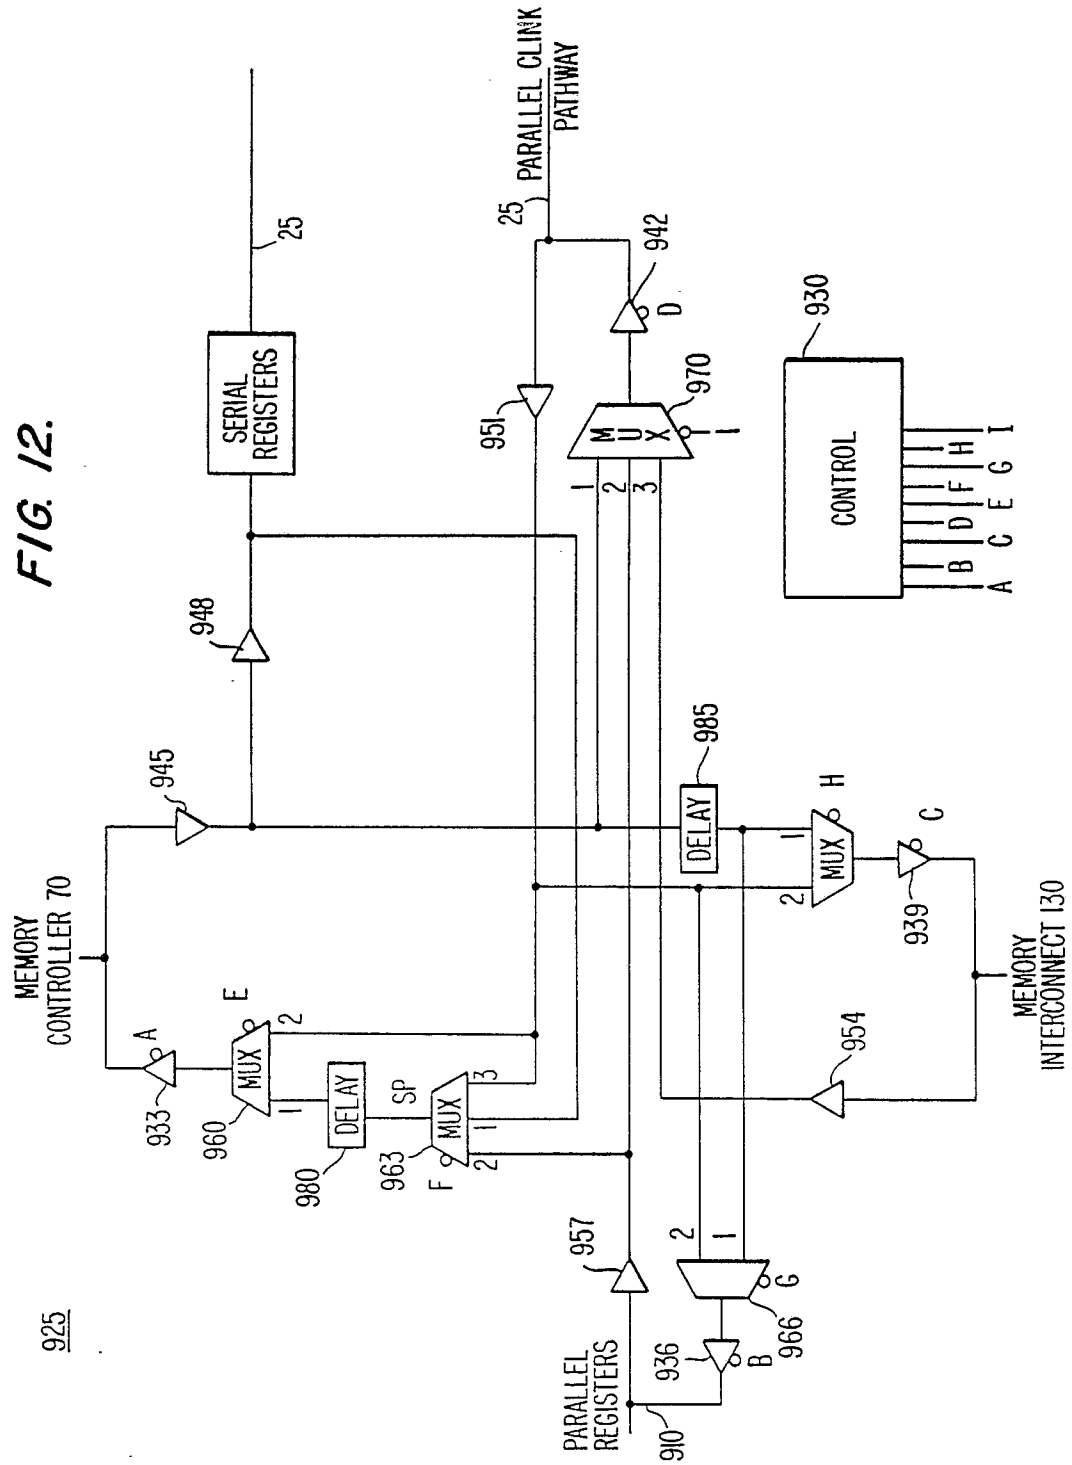 FIG. 12.
925
MEMORY
CONTROLLER 70
945
948
SERIAL
REGISTERS
25
A
933
E
MUX
960
1
2
DELAY
980
SP
F
MUX
963
2
1
3
951
25
PARALLEL CLINK
PATHWAY
942
D
MUX
970
1
2
3
I
PARALLEL
REGISTERS
910
957
936
B
966
G
2
1
954
DELAY
985
2
1
MUX
H
939
C
MEMORY
INTERCONNECT 130
CONTROL
930
A B C D E F G H I